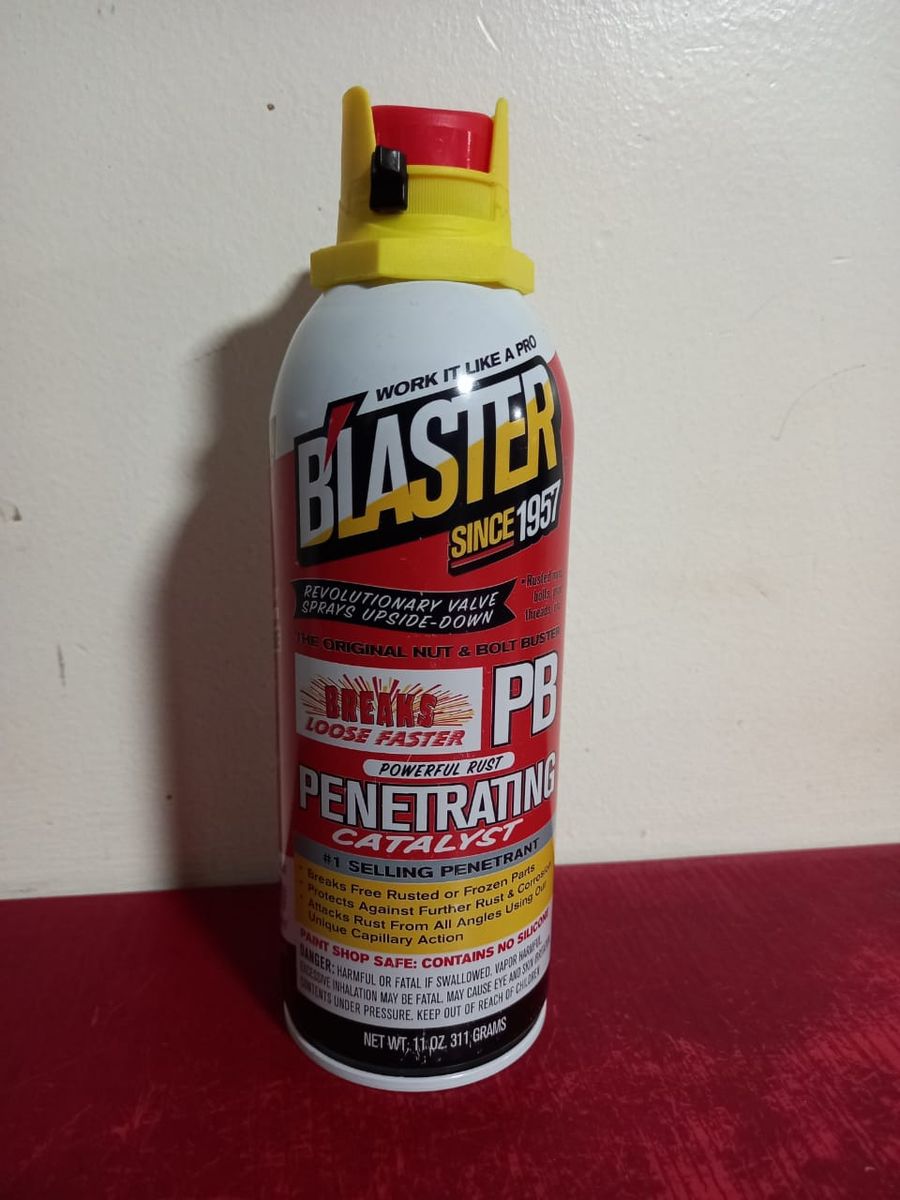 WORK IT LIKE A PRO
B'LASTER
SINCE 1957
REVOLUTIONARY VALVE
SPRAYS UPSIDE-DOWN
• Rusted
THE ORIGINAL NUT & BOLT BUSTER
BREAKS
LOOSE FASTER
PB
POWERFUL RUST
PENETRATING
CATALYST
#1 SELLING PENETRANT
• Breaks Free Rusted or Frozen Parts
• Protects Against Further Rust & Corrosion
• Attacks Rust From All Angles Using Our
Unique Capillary Action
PAINT SHOP SAFE: CONTAINS NO SILICONE
DANGER: HARMFUL OR FATAL IF SWALLOWED. VAPOR HARMFUL.
EXCESSIVE INHALATION MAY BE FATAL. MAY CAUSE EYE AND SKIN IRRITATION.
CONTENTS UNDER PRESSURE. KEEP OUT OF REACH OF CHILDREN.
NET WT. 11 OZ. 311 GRAMS